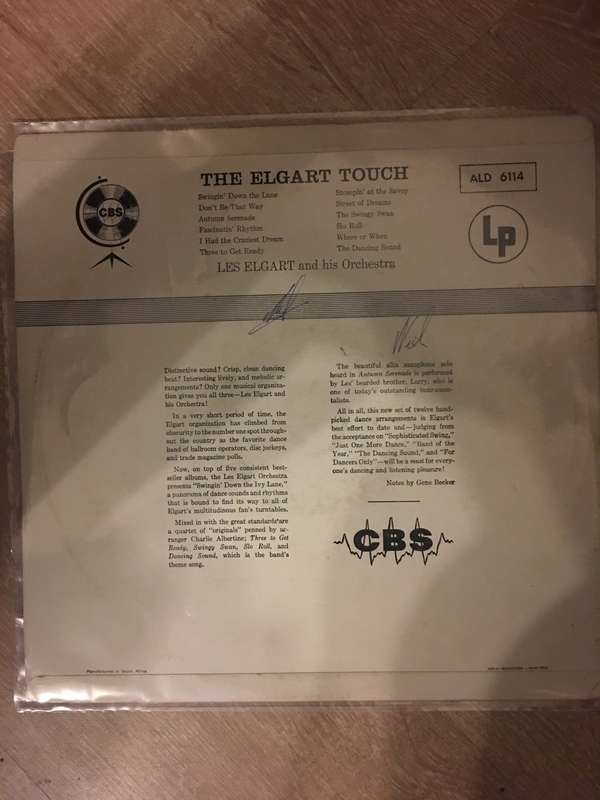 THE ELGART TOUCH
ALD 6114
CBS
Lp
Swingin' Down the Lane
Don't Be That Way
Autumn Serenade
Fascinatin' Rhythm
I Had the Craziest Dream
Three to Get Ready
Stompin' at the Savoy
Street of Dreams
The Swingy Swan
Slo Roll
Where or When
The Dancing Sound
LES ELGART and his Orchestra
Distinctive sound? Crisp, clean dancing
beat? Interesting lively, and melodic ar-
rangements? Only one musical organiza-
tion gives you all three—Les Elgart and
his Orchestra!
In a very short period of time, the
Elgart organization has climbed from
obscurity to the number one spot through-
out the country as the favorite dance
band of ballroom operators, disc jockeys,
and trade magazine polls.
Now, on top of five consistent best-
seller albums, the Les Elgart Orchestra
presents "Swingin' Down the Ivy Lane,"
a panorama of dance sounds and rhythms
that is bound to find its way to all of
Elgart's multitudinous fan's turntables.
Mixed in with the great standards are
a quartet of "originals" penned by ar-
ranger Charlie Albertine; Three to Get
Ready, Swingy Swan, Slo Roll, and
Dancing Sound, which is the band's
theme song.
The beautiful alto saxophone solo
heard in Autumn Serenade is performed
by Les' bearded brother, Larry, who is
one of today's outstanding instrumen-
talists.
All in all, this new set of twelve hand-
picked dance arrangements is Elgart's
best effort to date—judging from
the acceptance on "Sophisticated Swing,"
"Just One More Dance," "Band of the
Year," "The Dancing Sound," and "For
Dancers Only"—will be a must for every-
one's dancing and listening pleasure!
Notes by Gene Becker
CBS
Manufactured in South Africa